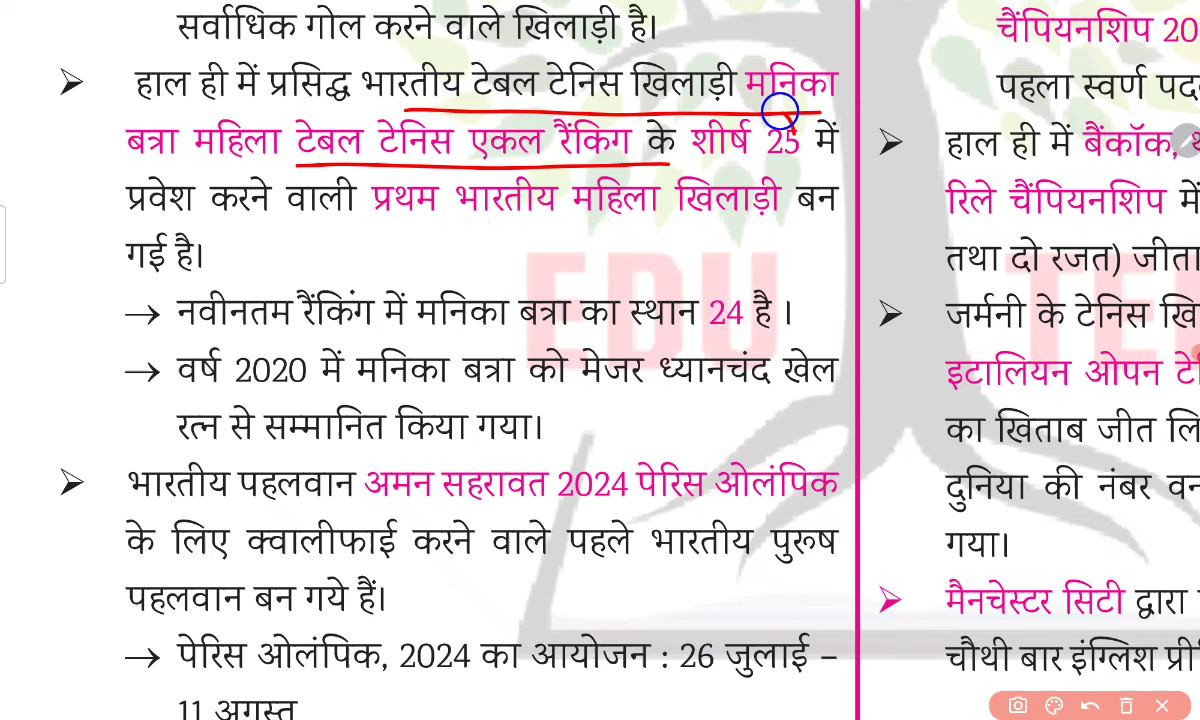 सर्वाधिक गोल करने वाले खिलाड़ी है।
➢ हाल ही में प्रसिद्ध भारतीय टेबल टेनिस खिलाड़ी मनिका
बत्रा महिला टेबल टेनिस एकल रैंकिग के शीर्ष 25 में
प्रवेश करने वाली प्रथम भारतीय महिला खिलाड़ी बन
गई है।
→ नवीनतम रैंकिंग में मनिका बत्रा का स्थान 24 है ।
→ वर्ष 2020 में मनिका बत्रा को मेजर ध्यानचंद खेल
रत्न से सम्मानित किया गया।
➢ भारतीय पहलवान अमन सहरावत 2024 पेरिस ओलंपिक
के लिए क्वालीफाई करने वाले पहले भारतीय पुरुष
पहलवान बन गये हैं।
→ पेरिस ओलंपिक, 2024 का आयोजन : 26 जुलाई –
11 अगस्त
चैंपियनशिप 20
पहला स्वर्ण
➢ हाल ही में बैंकॉक,
रिले चैंपियनशिप में
तथा दो रजत) जीता
➢ जर्मनी के टेनिस
इटालियन ओपन
का खिताब जीत
दुनिया की नंबर
गया।
➢ मैनचेस्टर सिटी द्वारा
चौथी बार इंग्लिश
EDU